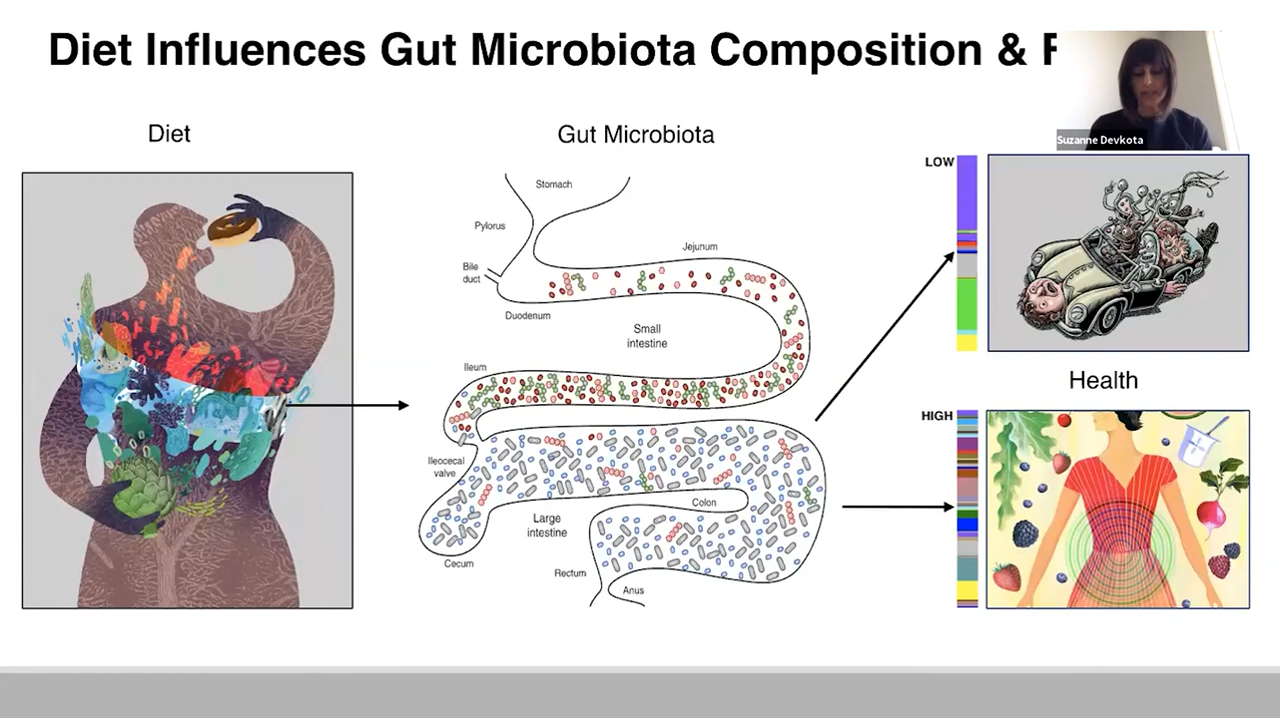 Diet Influences Gut Microbiota Composition & F
Suzanne Devkota
Diet
Gut Microbiota
Stomach
Pylorus
Bile
duct
Jejunum
Duodenum
Small
intestine
Ileum
Ileocecal
valve
Cecum
Large
intestine
Colon
Rectum
Anus
LOW
Health
HIGH